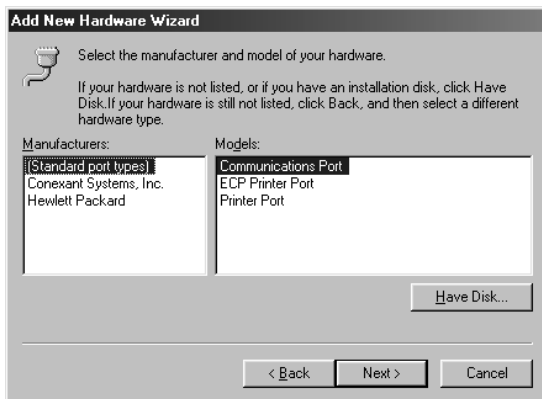 Add New Hardware Wizard
Select the manufacturer and model of your hardware.
If your hardware is not listed, or if you have an installation disk, click Have
Disk.If your hardware is still not listed, click Back, and then select a different
hardware type.
Manufacturers:
(Standard port types)
Conexant Systems, Inc.
Hewlett Packard
Models:
Communications Port
ECP Printer Port
Printer Port
Have Disk...
< Back
Next >
Cancel